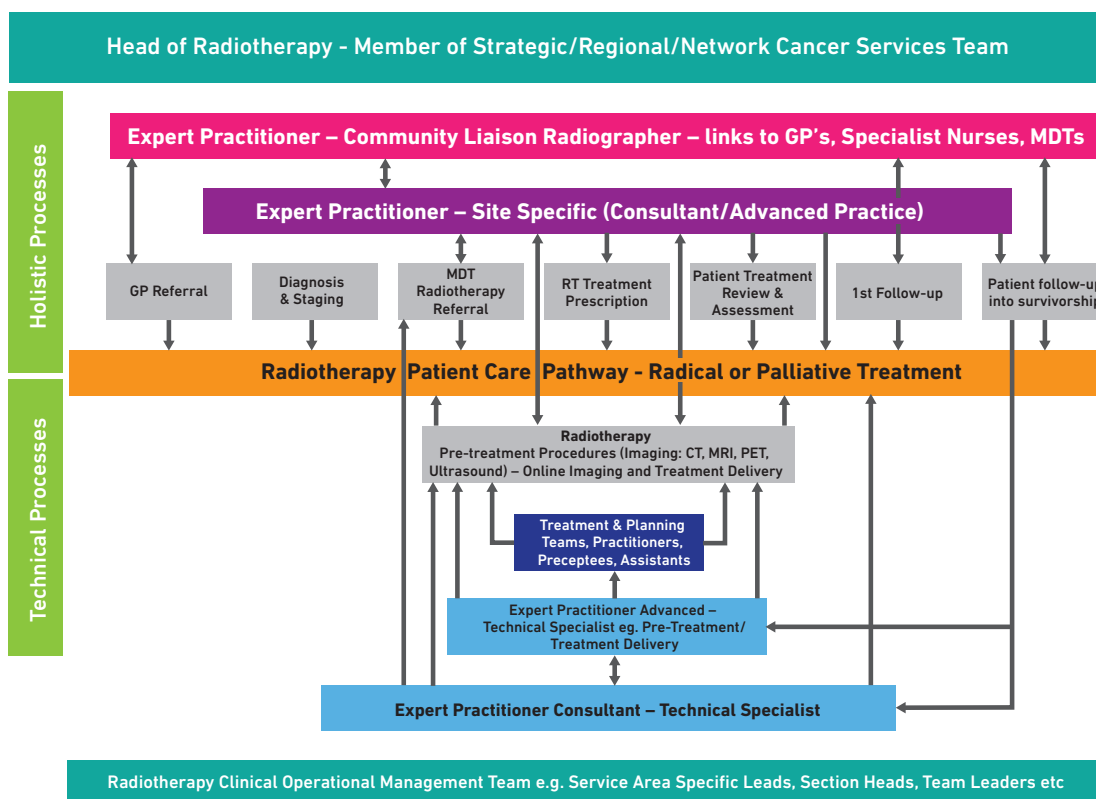 Head of Radiotherapy - Member of Strategic/Regional/Network Cancer Services Team
Holistic Processes
Expert Practitioner – Community Liaison Radiographer – links to GP's, Specialist Nurses, MDTs
Expert Practitioner – Site Specific (Consultant/Advanced Practice)
GP Referral
Diagnosis
& Staging
MDT
Radiotherapy
Referral
RT Treatment
Prescription
Patient Treatment
Review &
Assessment
1st Follow-up
Patient follow-up
into survivorship
Radiotherapy Patient Care Pathway - Radical or Palliative Treatment
Technical Processes
Radiotherapy
Pre-treatment Procedures (Imaging: CT, MRI, PET,
Ultrasound) – Online Imaging and Treatment Delivery
Treatment & Planning
Teams, Practitioners,
Preceptees, Assistants
Expert Practitioner Advanced –
Technical Specialist eg. Pre-Treatment/
Treatment Delivery
Expert Practitioner Consultant – Technical Specialist
Radiotherapy Clinical Operational Management Team e.g. Service Area Specific Leads, Section Heads, Team Leaders etc